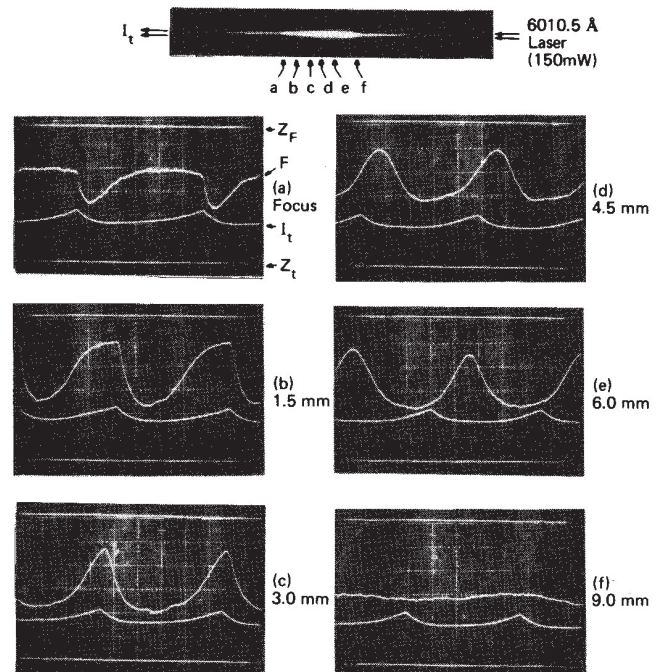 I_t
6010.5 Å
Laser
(150mW)
a b c d e f
Z_F
F
(a)
Focus
I_t
Z_t
(d)
4.5 mm
(b)
1.5 mm
(e)
6.0 mm
(c)
3.0 mm
(f)
9.0 mm